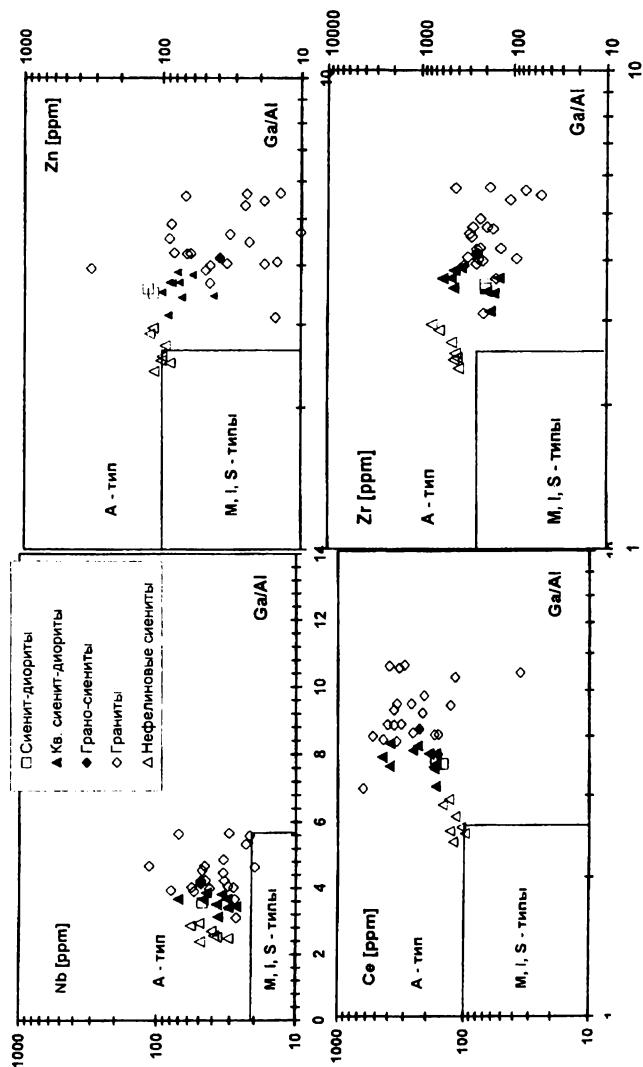 1000
100
10
Nb [ppm]
А - тип
М, I, S - типы
Ga/Al
0
2
4
6
8
10
12
14
Сиенит-диориты
Кв. сиенит-диориты
Грано-сиениты
Граниты
Нефелиновые сиениты
Zn [ppm]
1000
100
10
А - тип
М, I, S - типы
Ga/Al
1000
100
10
Ce [ppm]
А - тип
М, I, S - типы
Ga/Al
1
Zr [ppm]
10000
1000
100
10
А - тип
М, I, S - типы
Ga/Al
1
10
10